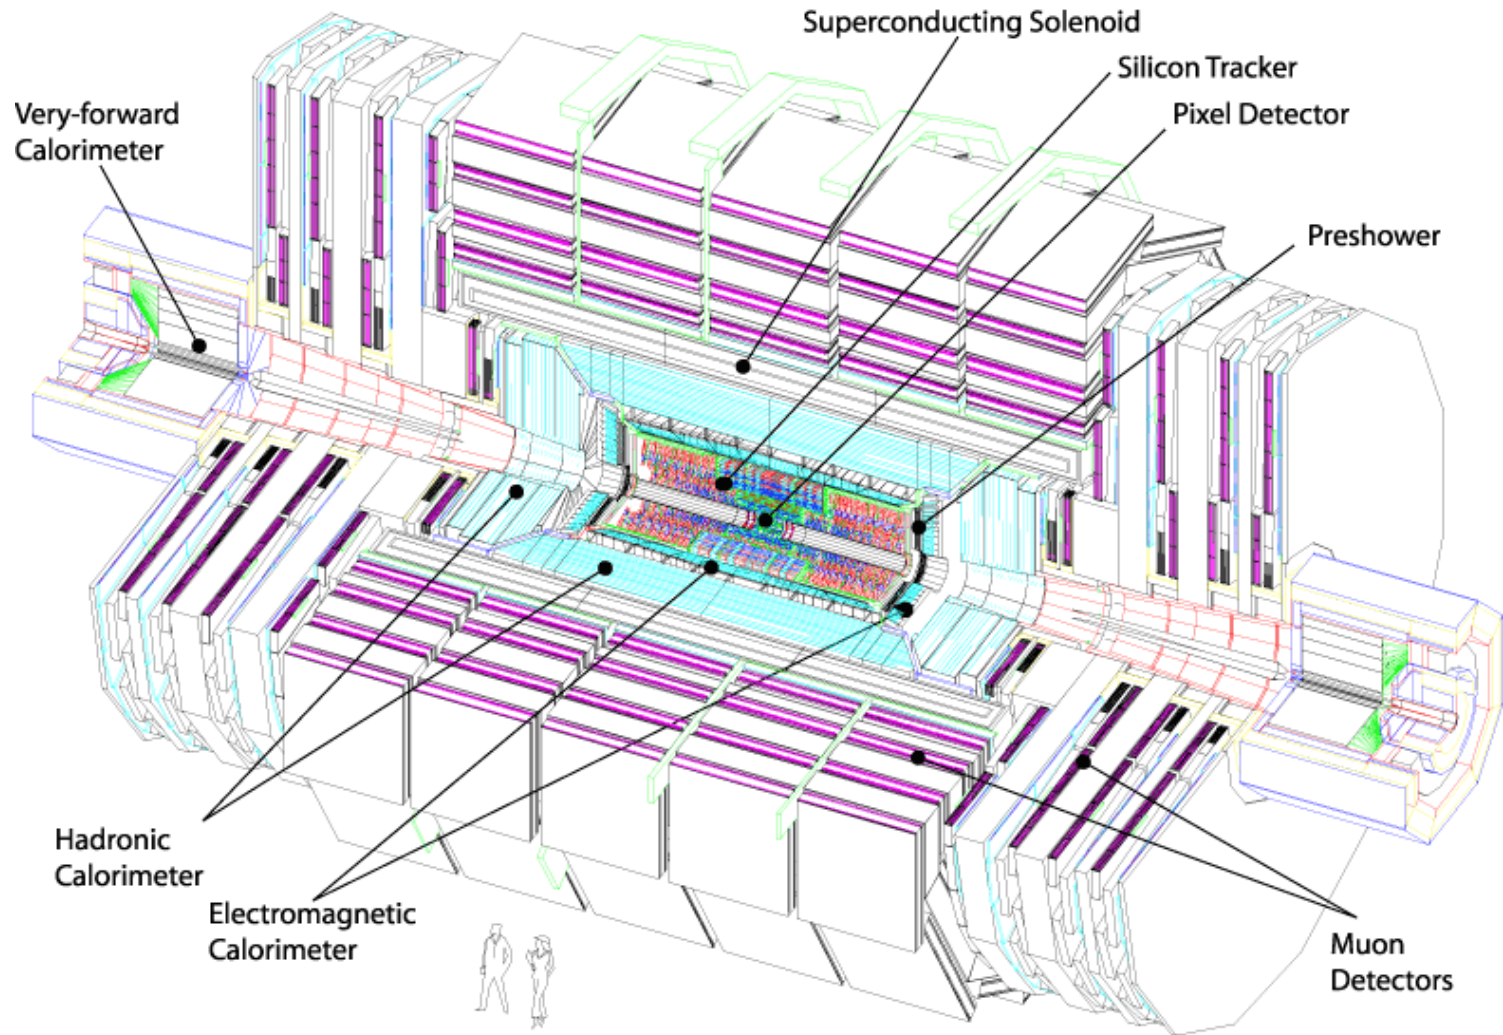 Superconducting Solenoid
Silicon Tracker
Pixel Detector
Very-forward
Calorimeter
Preshower
Hadronic
Calorimeter
Electromagnetic
Calorimeter
Muon
Detectors